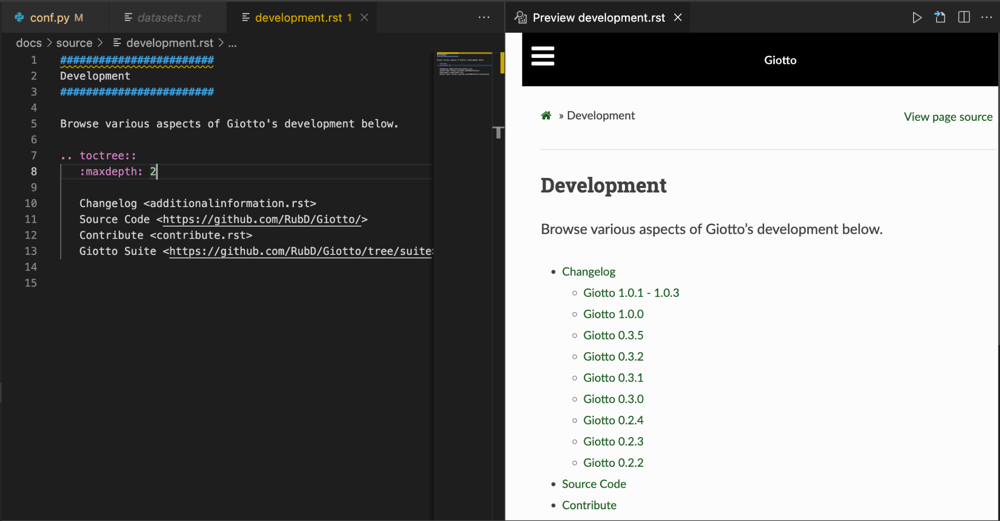 conf.py M
datasets.rst
development.rst 1
docs > source > development.rst > ...
1 ########################
2 Development
3 ########################
4
5 Browse various aspects of Giotto's development below.
6
7 .. toctree::
8 :maxdepth: 2
9
10 Changelog <additionalinformation.rst>
11 Source Code <https://github.com/RubD/Giotto/>
12 Contribute <contribute.rst>
13 Giotto Suite <https://github.com/RubD/Giotto/tree/suite>
14
15
Preview development.rst
Giotto
» Development
View page source
Development
Browse various aspects of Giotto’s development below.
• Changelog
◦ Giotto 1.0.1 - 1.0.3
◦ Giotto 1.0.0
◦ Giotto 0.3.5
◦ Giotto 0.3.2
◦ Giotto 0.3.1
◦ Giotto 0.3.0
◦ Giotto 0.2.4
◦ Giotto 0.2.3
◦ Giotto 0.2.2
• Source Code
• Contribute